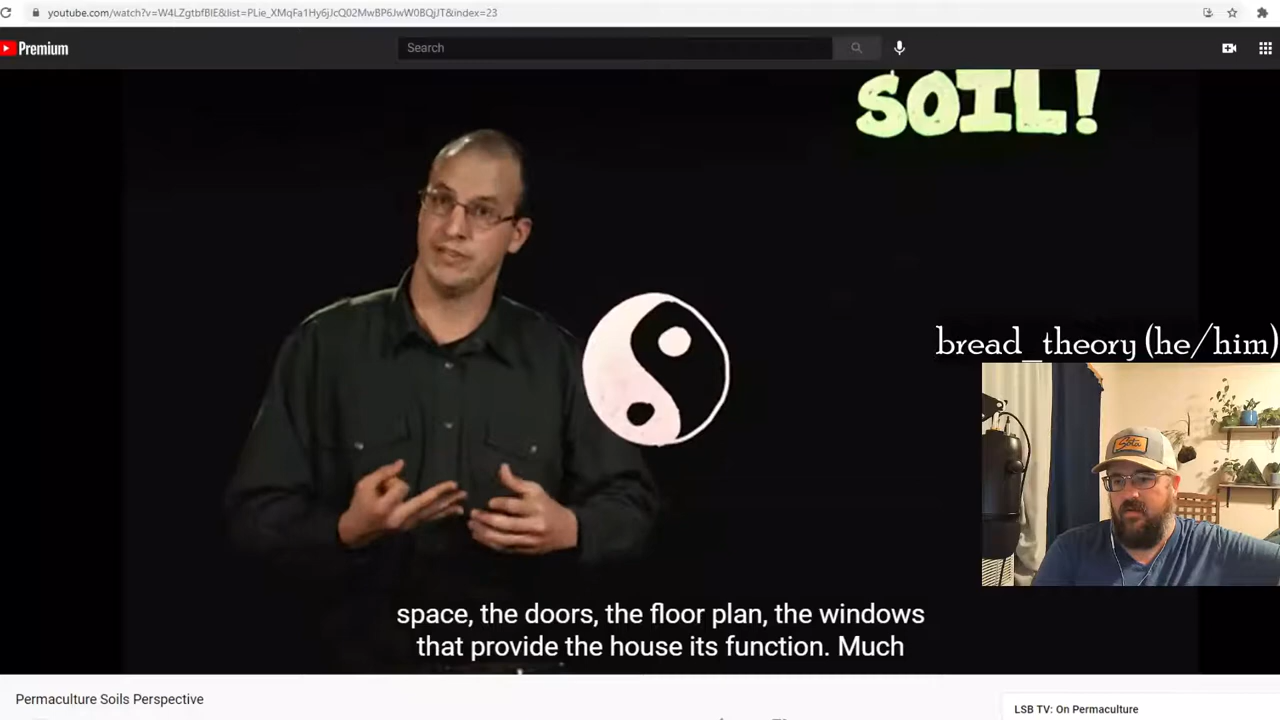 youtube.com/watch?v=W4LZgtbfBIE&list=PLie_XMqFa1Hy6jJcQ02MwBP6JwW0BQjJT&index=23
Premium
Search
SOIL!
bread_theory (he/him)
Sota
space, the doors, the floor plan, the windows
that provide the house its function. Much
Permaculture Soils Perspective
LSB TV: On Permaculture